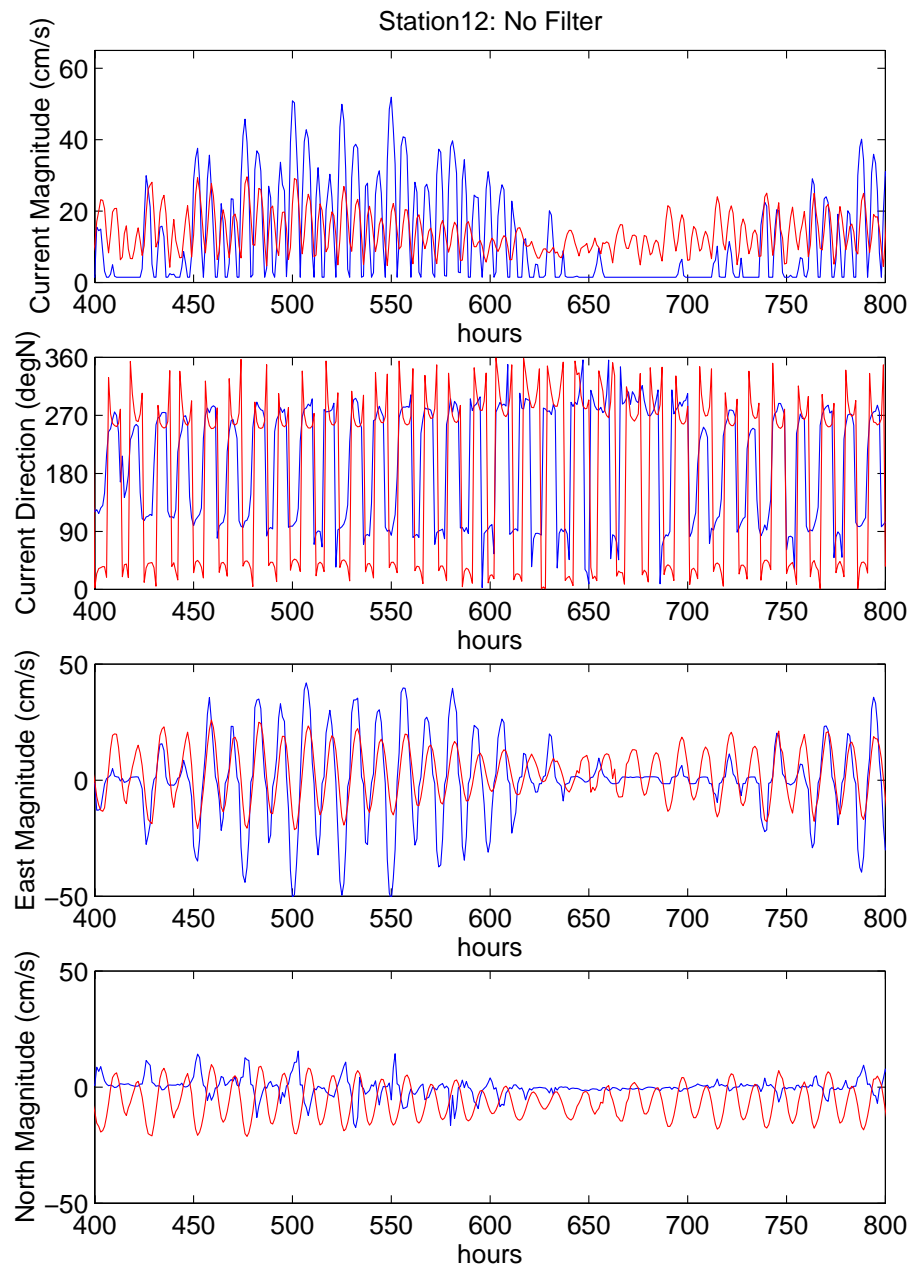 Station12: No Filter
Current Magnitude (cm/s)
60
40
20
0
400 450 500 550 600 650 700 750 800
hours
Current Direction (degN)
360
270
180
90
0
400 450 500 550 600 650 700 750 800
hours
East Magnitude (cm/s)
50
0
−50
400 450 500 550 600 650 700 750 800
hours
North Magnitude (cm/s)
50
0
−50
400 450 500 550 600 650 700 750 800
hours